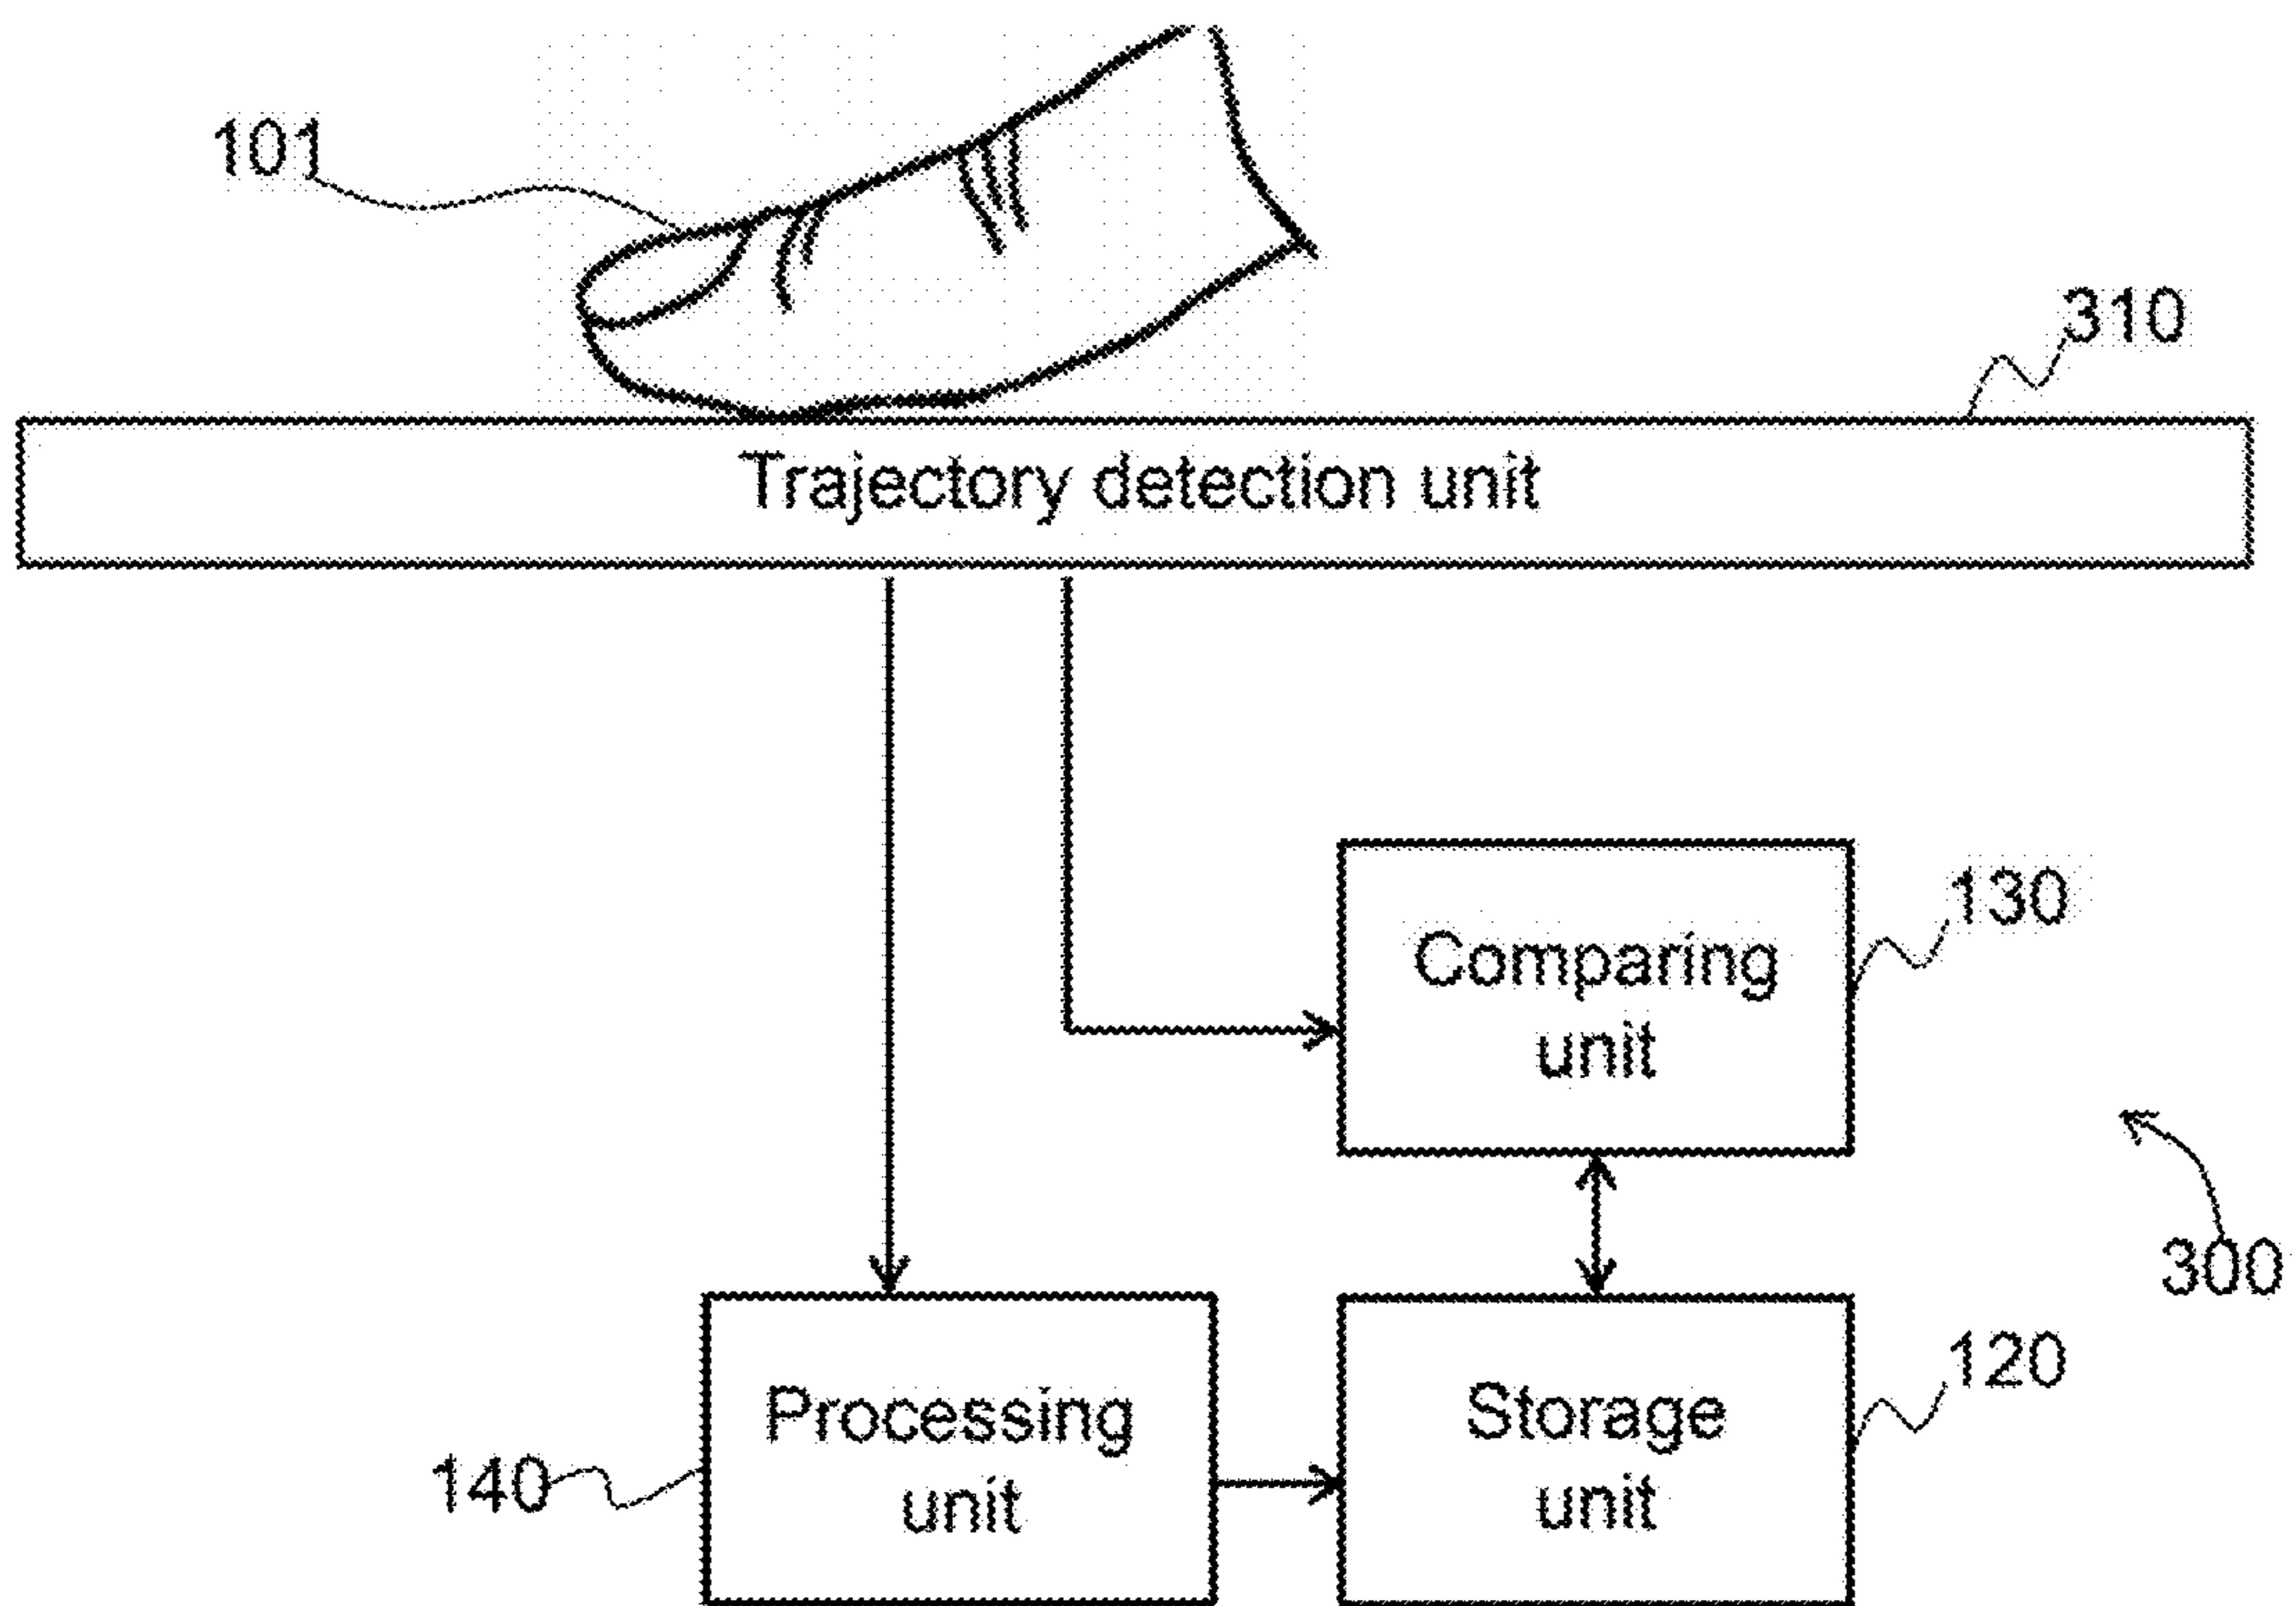 101
310
Trajectory detection unit
130
Comparing
unit
300
120
Processing
unit
Storage
unit
140